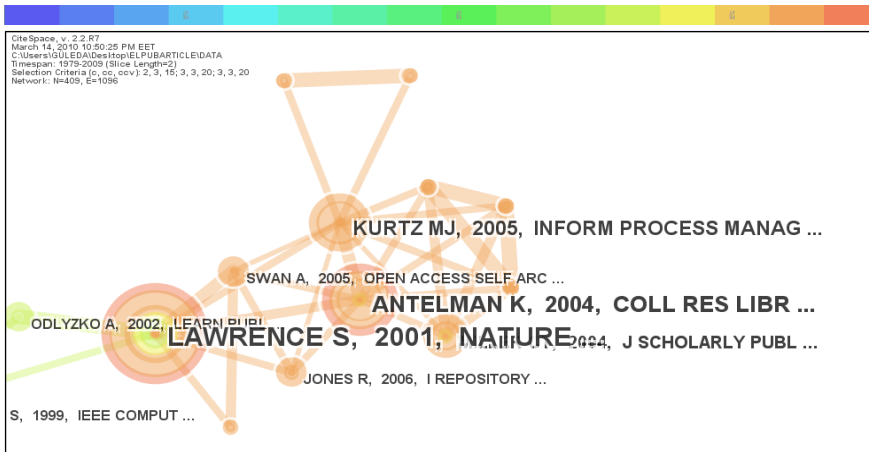 CiteSpace, v. 2.2.R7
March 14, 2010 10:50:25 PM EET
C:\Users\GULEDA\Desktop\ELPUBARTICLE\DATA
Timespan: 1979-2009 (Slice Length=2)
Selection Criteria (c, cc, ccv): 2, 3, 15; 3, 3, 20; 3, 3, 20
Network: N=409, E=1096
KURTZ MJ, 2005, INFORM PROCESS MANAG ...
SWAN A, 2005, OPEN ACCESS SELF ARC ...
ANTELMAN K, 2004, COLL RES LIBR ...
ODLYZKO A, 2002, LEARN PUBL ...
LAWRENCE S, 2001, NATURE ...
2004, J SCHOLARLY PUBL ...
JONES R, 2006, I REPOSITORY ...
S, 1999, IEEE COMPUT ...